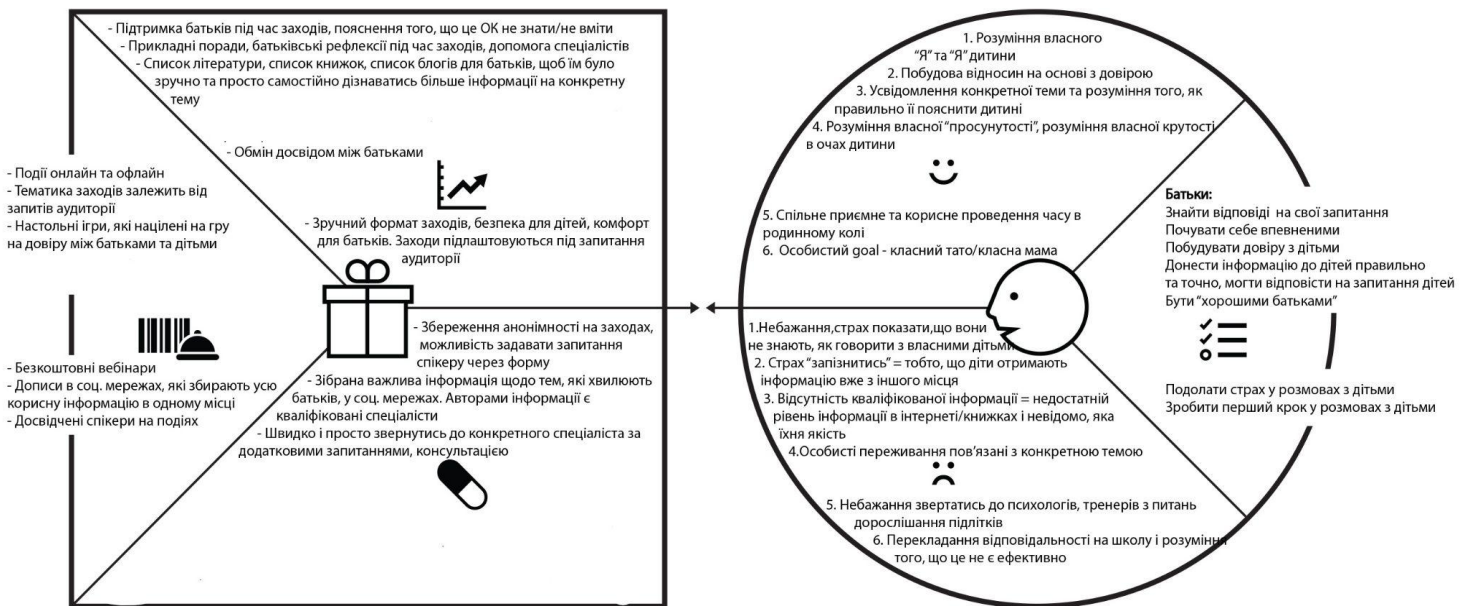 - Підтримка батьків під час заходів, пояснення того, що це ОК не знати/не вміти
- Прикладні поради, батьківські рефлексії під час заходів, допомога спеціалістів
- Список літератури, список книжок, список блогів для батьків, щоб їм було
зручно та просто самостійно дізнаватись більше інформації на конкретну
тему
- Обмін досвідом між батьками
- Зручний формат заходів, безпека для дітей, комфорт
для батьків. Заходи підлаштовуються під запитання
аудиторії
- Події онлайн та офлайн
- Тематика заходів залежить від
запитів аудиторії
- Настольні ігри, які націлені на гру
на довіру між батьками та дітьми
- Безкоштовні вебінари
- Дописи в соц. мережах, які збирають усю
корисну інформацію в одному місці
- Досвідчені спікери на подіях
- Збереження анонімності на заходах,
можливість задавати запитання
спікеру через форму
- Зібрана важлива інформація щодо тем, які хвилюють
батьків, у соц. мережах. Авторами інформації є
кваліфіковані спеціалісти
- Швидко і просто звернутись до конкретного спеціаліста за
додатковими запитаннями, консультацією
1. Розуміння власного
"Я" та "Я" дитини
2. Побудова відносин на основі з довірою
3. Усвідомлення конкретної теми та розуміння того, як
правильно її пояснити дитині
4. Розуміння власної "просунутості", розуміння власної крутості
в очах дитини
5. Спільне приємне та корисне проведення часу в
родинному колі
6. Особистий goal - класний тато/класна мама
1.Небажання,страх показати,що вони
не знають, як говорити з власними дітьми
2. Страх "запізнитись" = тобто, що діти отримають
інформацію вже з іншого місця
3. Відсутність кваліфікованої інформації = недостатній
рівень інформації в інтернеті/книжках і невідомо, яка
їхня якість
4.Особисті переживання пов'язані з конкретною темою
5. Небажання звертатись до психологів, тренерів з питань
дорослішання підлітків
6. Перекладання відповідальності на школу і розуміння
того, що це не є ефективно
Батьки:
Знайти відповіді на свої запитання
Почувати себе впевненими
Побудувати довіру з дітьми
Донести інформацію до дітей правильно
та точно, могти відповісти на запитання дітей
Бути "хорошими батьками"
Подолати страх у розмовах з дітьми
Зробити перший крок у розмовах з дітьми